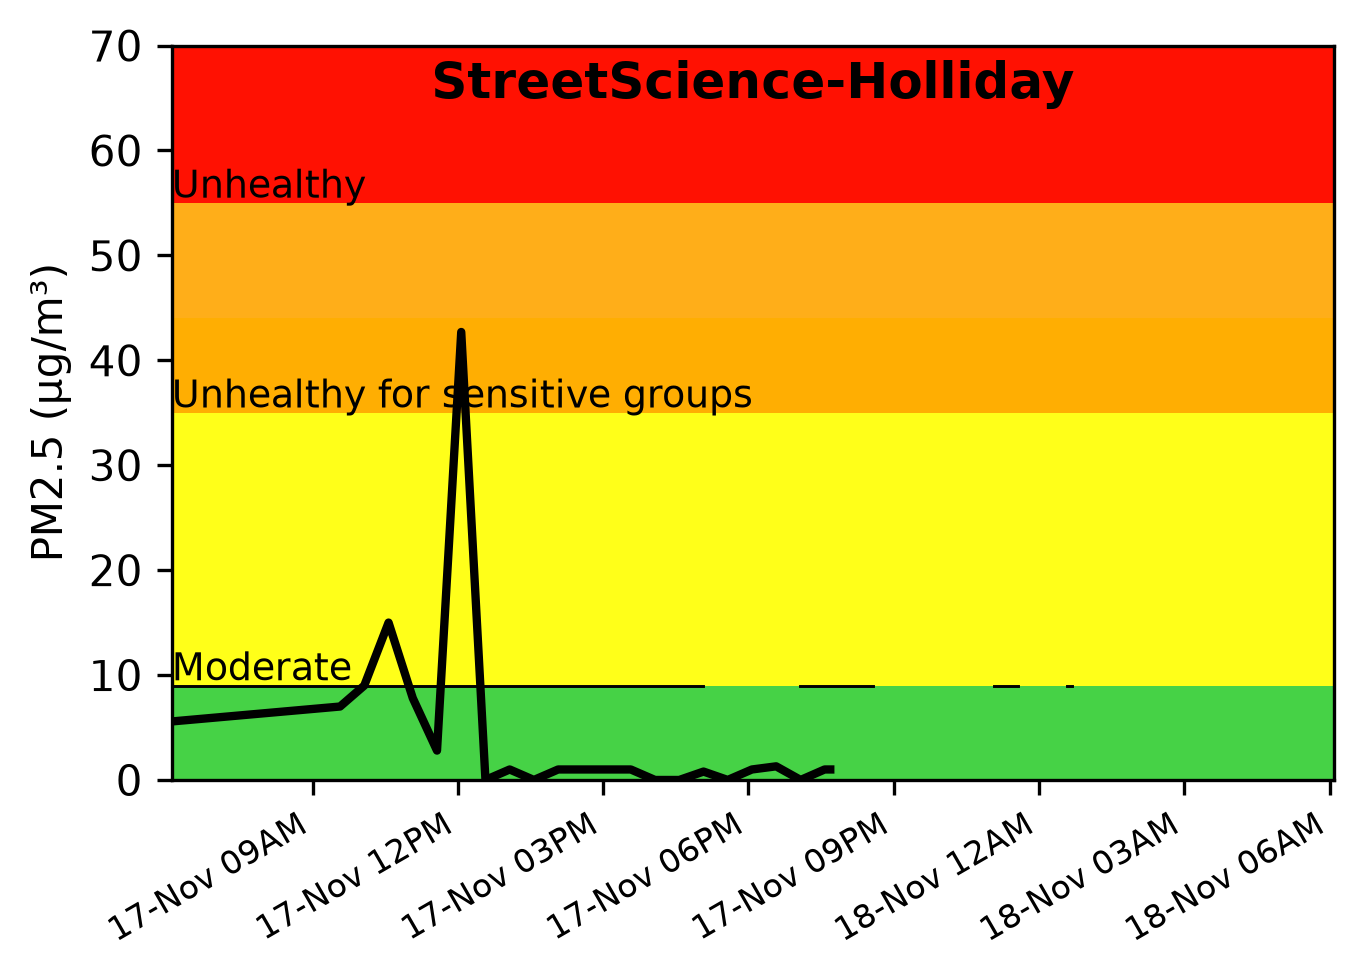 StreetScience-Holliday
70
60
Unhealthy
50
40
Unhealthy for sensitive groups
30
20
Moderate
10
0
PM2.5 (µg/m³)
17-Nov 09AM
17-Nov 12PM
17-Nov 03PM
17-Nov 06PM
17-Nov 09PM
18-Nov 12AM
18-Nov 03AM
18-Nov 06AM